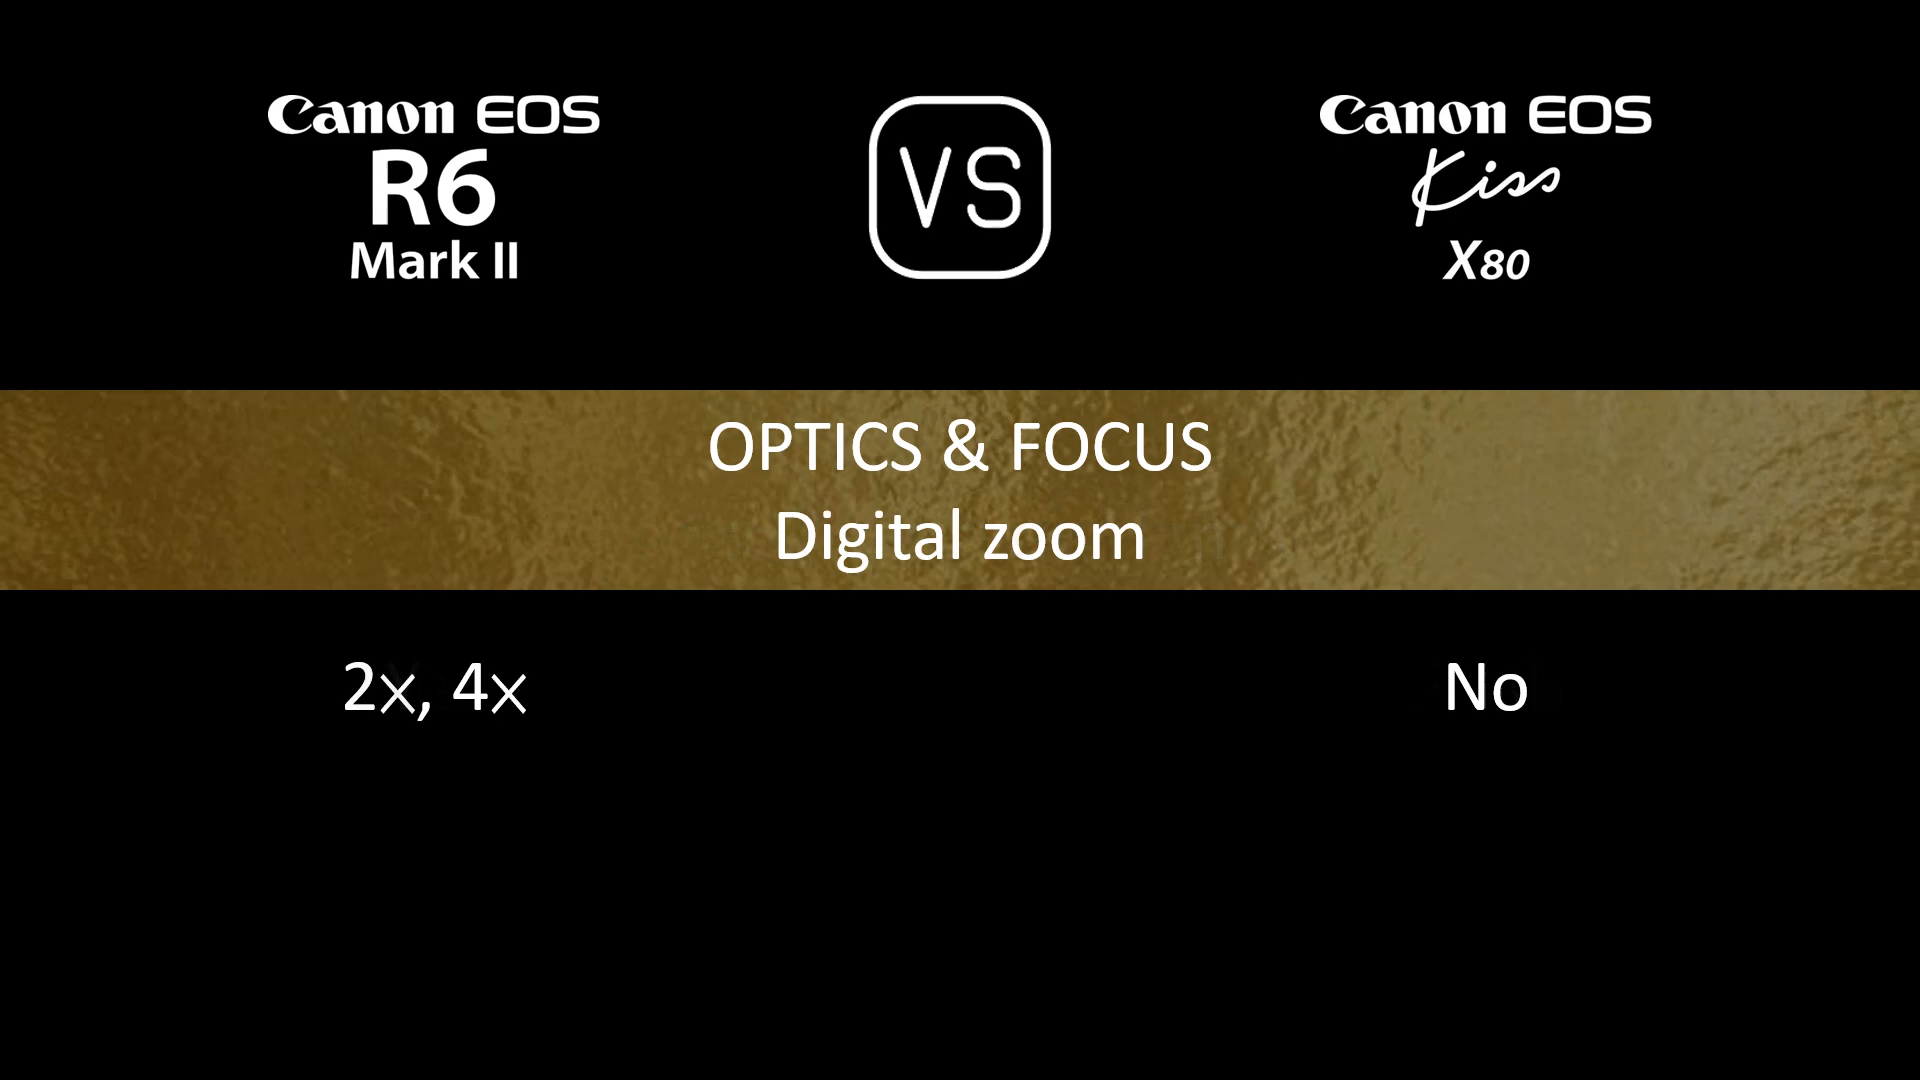 Canon EOS
R6
Mark II
VS
Canon EOS
Kiss
X80
OPTICS & FOCUS
Digital zoom
2x, 4x
No